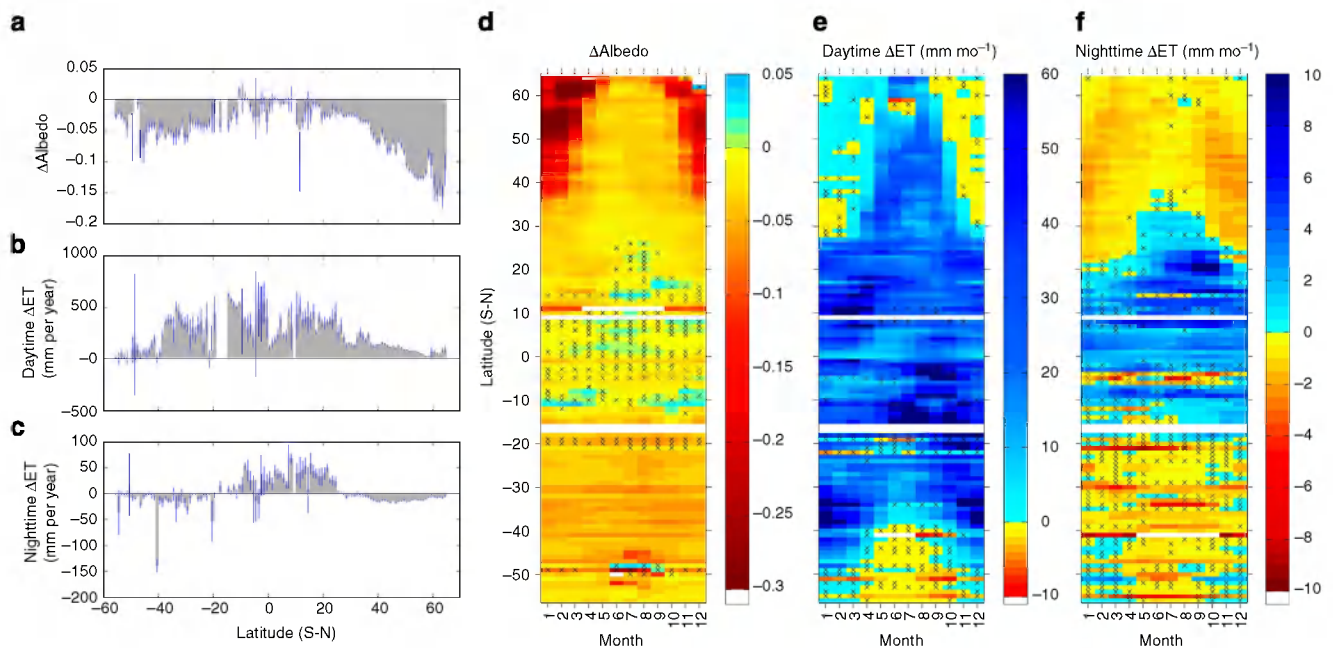 a
0.05
0
−0.05
−0.1
−0.15
−0.2
ΔAlbedo
b
1000
500
−0
−500
Daytime ΔET
(mm per year)
c
100
50
0
−50
−100
−150
−200
Nighttime ΔET
(mm per year)
−60 −40 −20 0 20 40 60
Latitude (S-N)
d
ΔAlbedo
60
50
40
30
20
10
0
−10
−20
−30
−40
−50
Latitude (S-N)
1 2 3 4 5 6 7 8 9 10 11 12
Month
0.05
0
−0.05
−0.1
−0.15
−0.2
−0.25
−0.3
e
Daytime ΔET (mm mo⁻¹)
1 2 3 4 5 6 7 8 9 10 11 12
Month
60
50
40
30
20
10
0
−10
f
Nighttime ΔET (mm mo⁻¹)
1 2 3 4 5 6 7 8 9 10 11 12
Month
10
8
6
4
2
0
−2
−4
−6
−8
−10